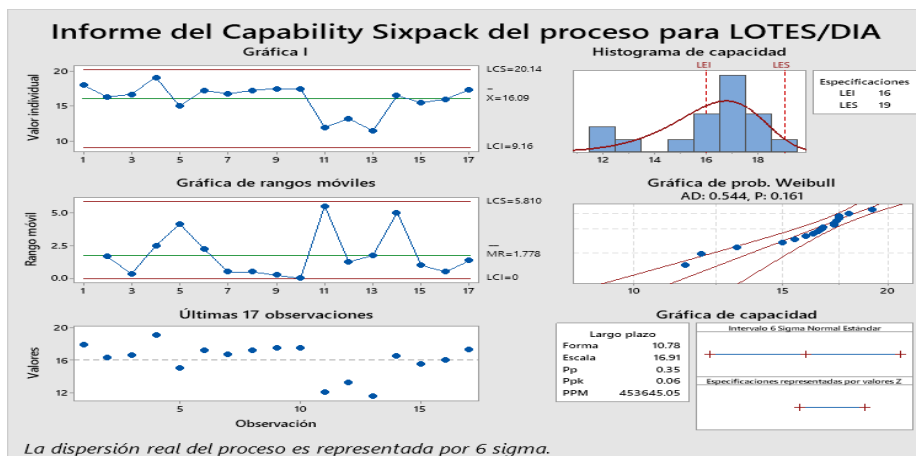 Informe del Capability Sixpack del proceso para LOTES/DIA
Gráfica I
Valor individual
20
15
10
1 3 5 7 9 11 13 15 17
LCS=20.14
X=16.09
LCI=9.16
Histograma de capacidad
LEI LES
12 14 16 18
Especificaciones
LEI 16
LES 19
Gráfica de rangos móviles
Rango móvil
5.0
2.5
0.0
1 3 5 7 9 11 13 15 17
LCS=5.810
MR=1.778
LCI=0
Gráfica de prob. Weibull
AD: 0.544, P: 0.161
10 15 20
Últimas 17 observaciones
Valores
20
16
12
5 10 15
Observación
Gráfica de capacidad
Largo plazo
Forma 10.78
Escala 16.91
Pp 0.35
Ppk 0.06
PPM 453645.05
Intervalo 6 Sigma Normal Estándar
Especificaciones representadas por valores Z
La dispersión real del proceso es representada por 6 sigma.